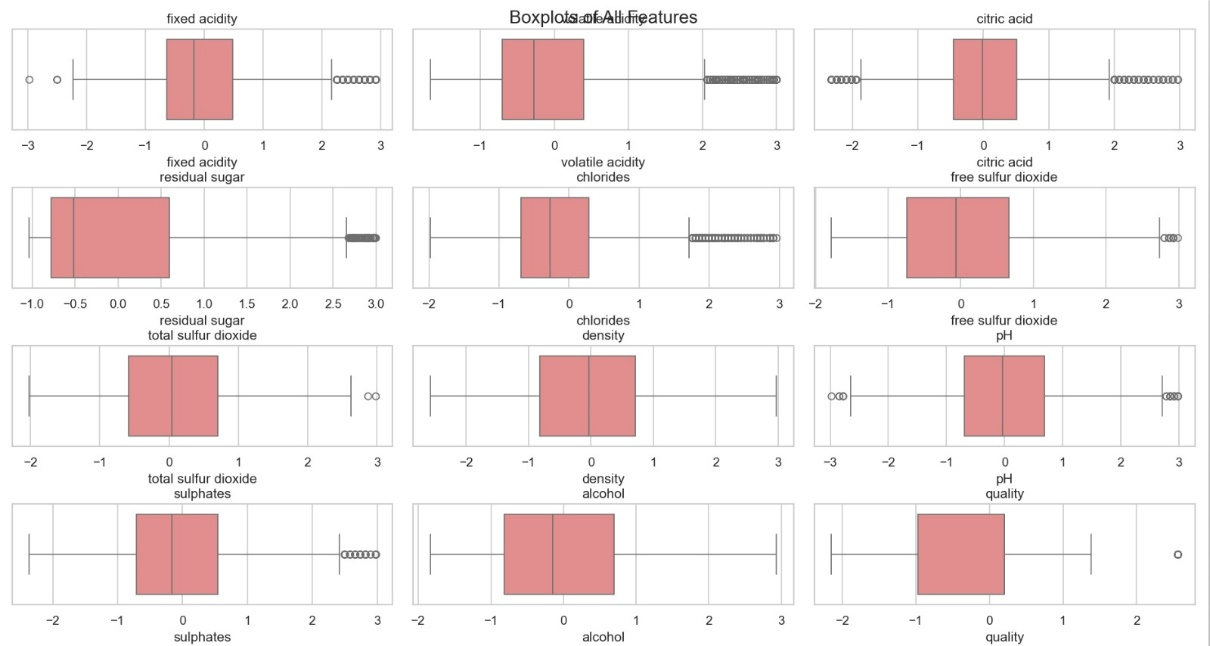 Boxplots of All Features
fixed acidity volatile acidity citric acid
−3 −2 −1 0 1 2 3 −1 0 1 2 3 −2 −1 0 1 2 3
fixed acidity volatile acidity citric acid
residual sugar chlorides free sulfur dioxide
−1.0 −0.5 0.0 0.5 1.0 1.5 2.0 2.5 3.0 −2 −1 0 1 2 3 −2 −1 0 1 2 3
residual sugar chlorides free sulfur dioxide
total sulfur dioxide density pH
−2 −1 0 1 2 3 −2 −1 0 1 2 3 −3 −2 −1 0 1 2 3
total sulfur dioxide density pH
sulphates alcohol quality
−2 −1 0 1 2 3 −2 −1 0 1 2 3 −2 −1 0 1 2
sulphates alcohol quality